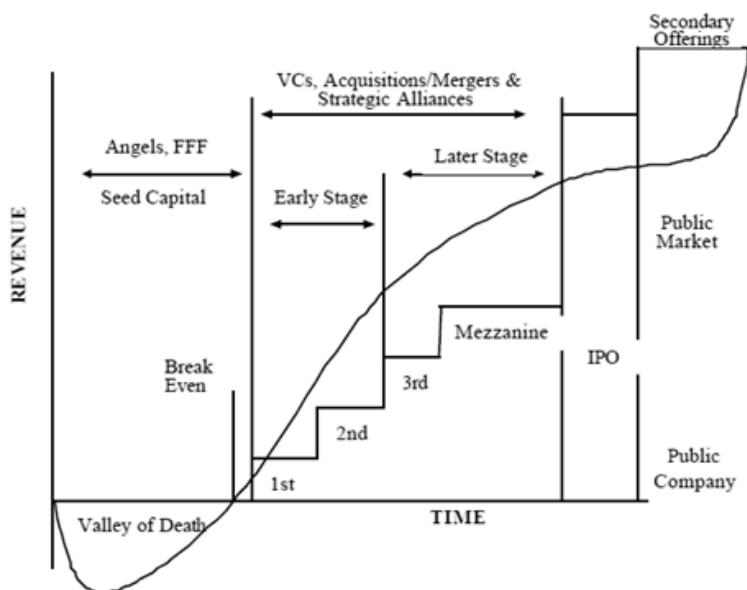 Secondary
Offerings
VCs, Acquisitions/Mergers &
Strategic Alliances
Angels, FFF
Seed Capital
Early Stage
Later Stage
REVENUE
Public
Market
Break
Even
Mezzanine
IPO
3rd
2nd
1st
Public
Company
Valley of Death
TIME